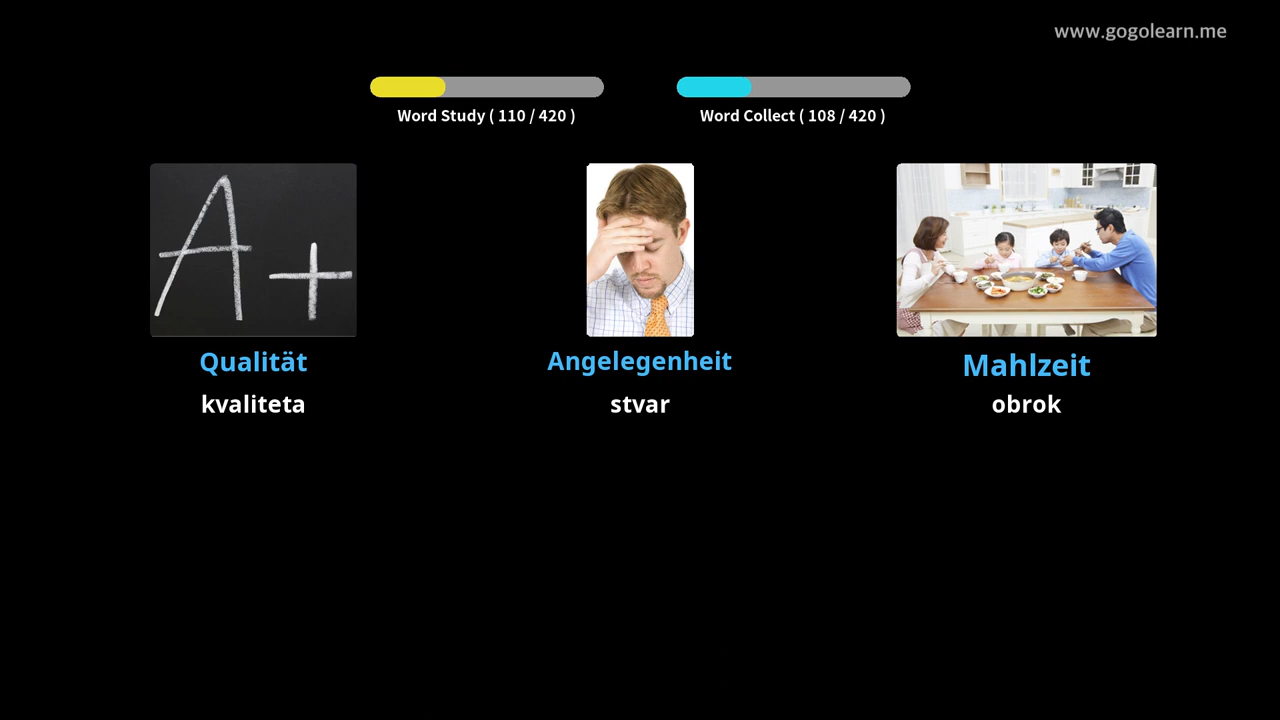 www.gogolearn.me
Word Study ( 110 / 420 )
Word Collect ( 108 / 420 )
A+
Qualität
Angelegenheit
Mahlzeit
kvaliteta
stvar
obrok